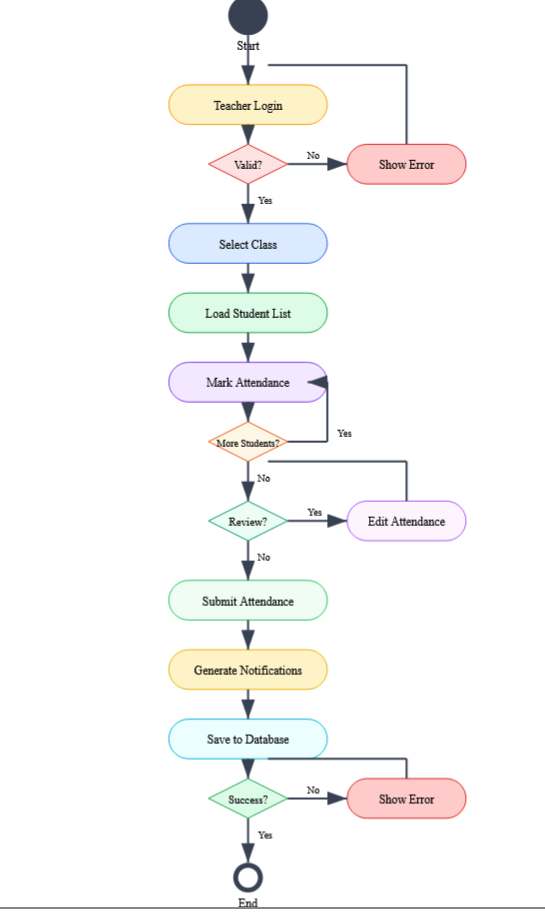 Start
Teacher Login
Valid?
No
Show Error
Yes
Select Class
Load Student List
Mark Attendance
More Students?
Yes
No
Review?
Yes
Edit Attendance
No
Submit Attendance
Generate Notifications
Save to Database
Success?
No
Show Error
Yes
End